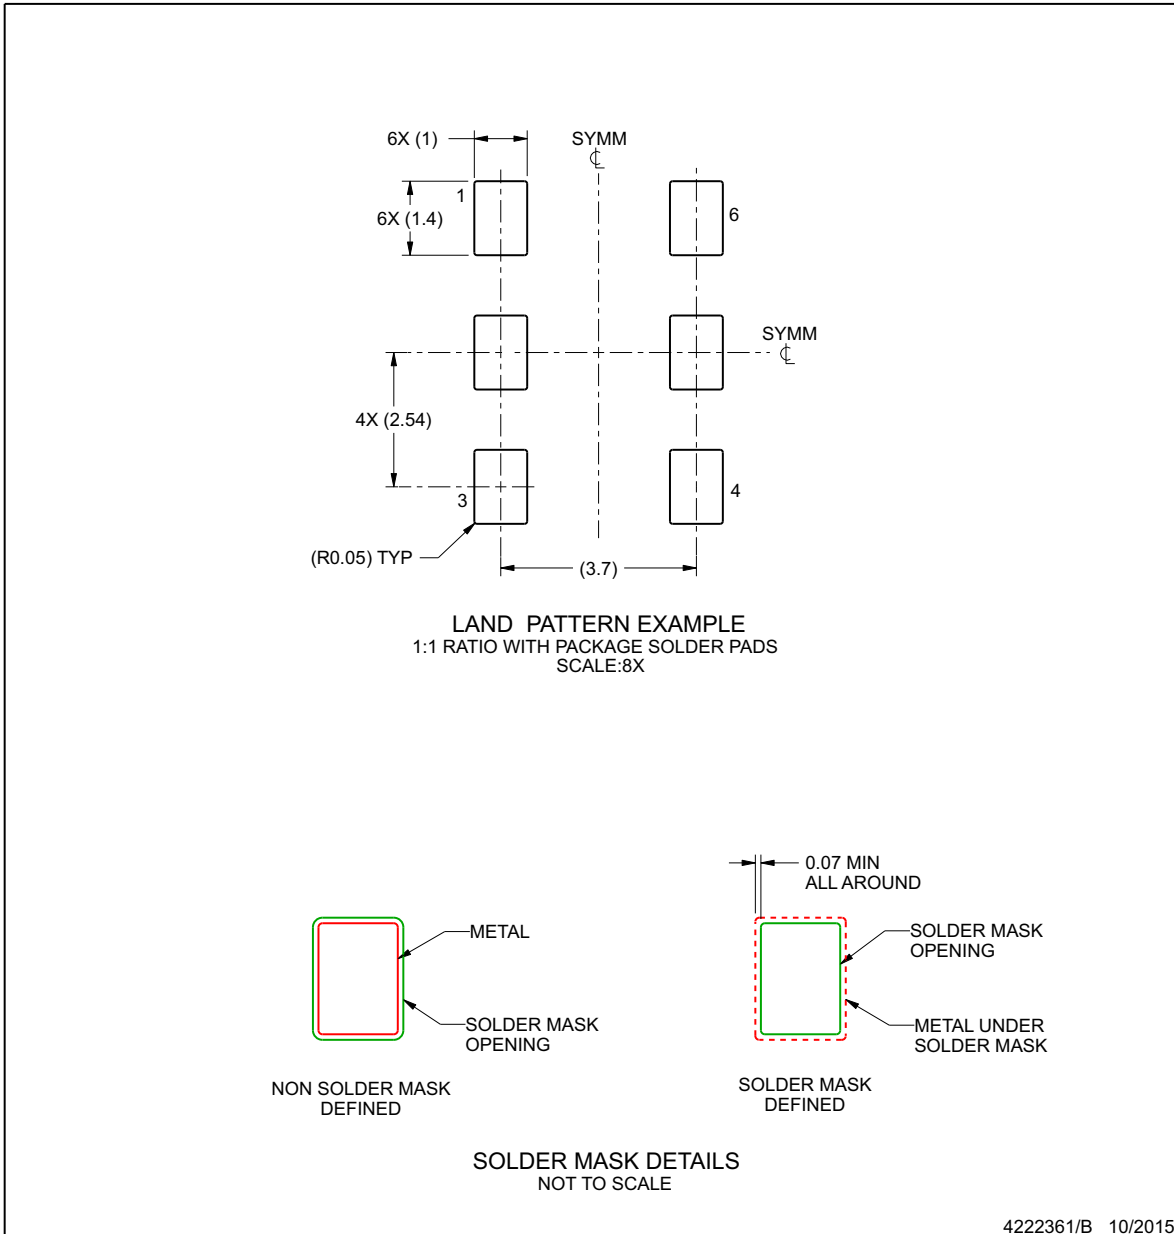 6X (1)
SYMM
1
6X (1.4)
6
SYMM
4X (2.54)
3
4
(R0.05) TYP
(3.7)
LAND PATTERN EXAMPLE
1:1 RATIO WITH PACKAGE SOLDER PADS
SCALE:8X
0.07 MIN
ALL AROUND
METAL
SOLDER MASK
OPENING
SOLDER MASK
OPENING
METAL UNDER
SOLDER MASK
NON SOLDER MASK
DEFINED
SOLDER MASK
DEFINED
SOLDER MASK DETAILS
NOT TO SCALE
4222361/B 10/2015